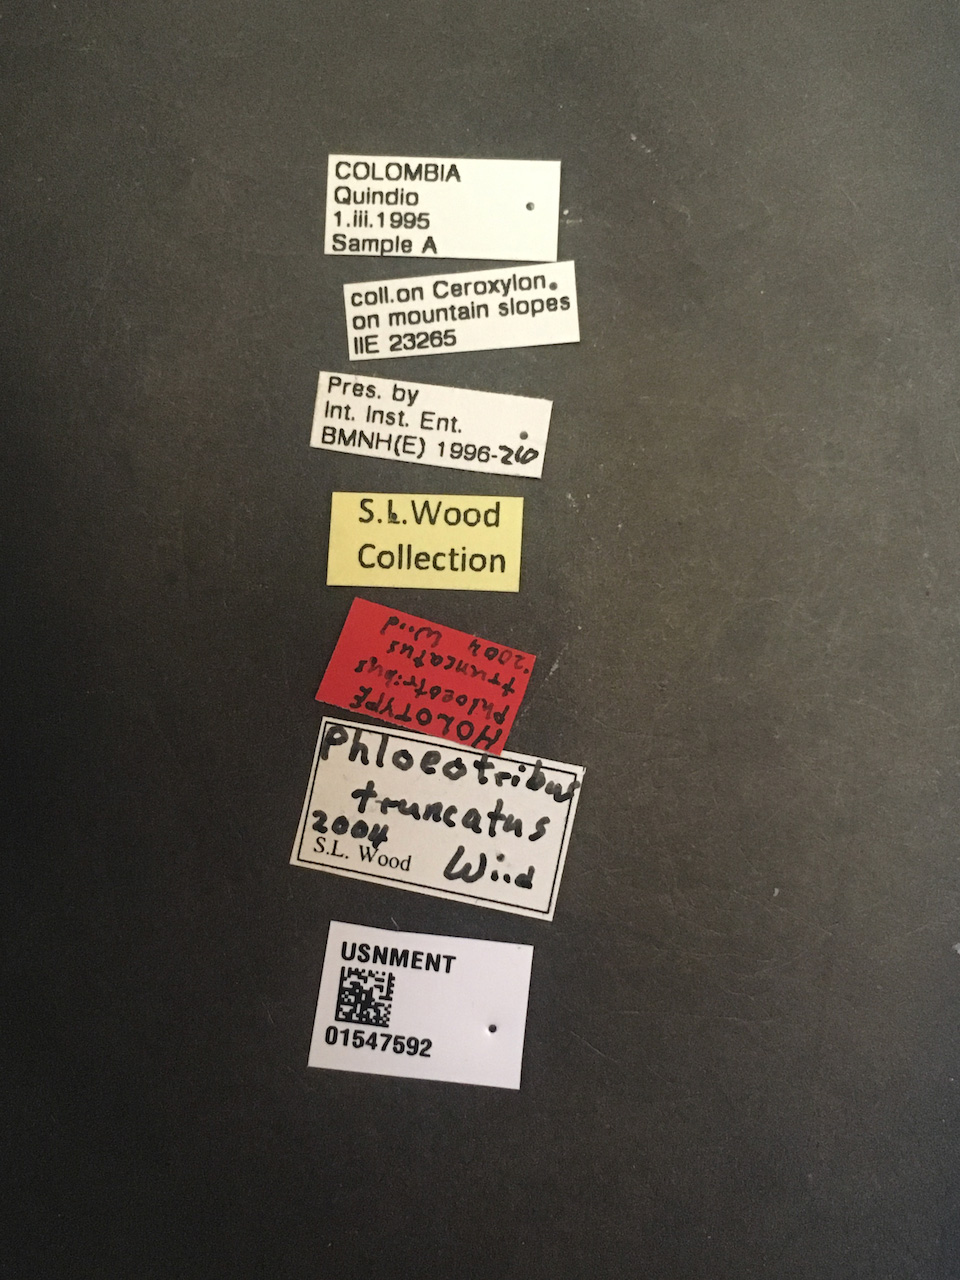 COLOMBIA
Quindio
1.iii.1995
Sample A
coll.on Ceroxylon.
on mountain slopes
IIE 23265
Pres. by
Int. Inst. Ent.
BMNH(E) 1996-210
S.L.Wood
Collection
HOLOTYPE
Phloeotribus
truncatus
2004 Wood
Phloeotribus
truncatus
2004 Wood
S.L. Wood
USNMENT
01547592